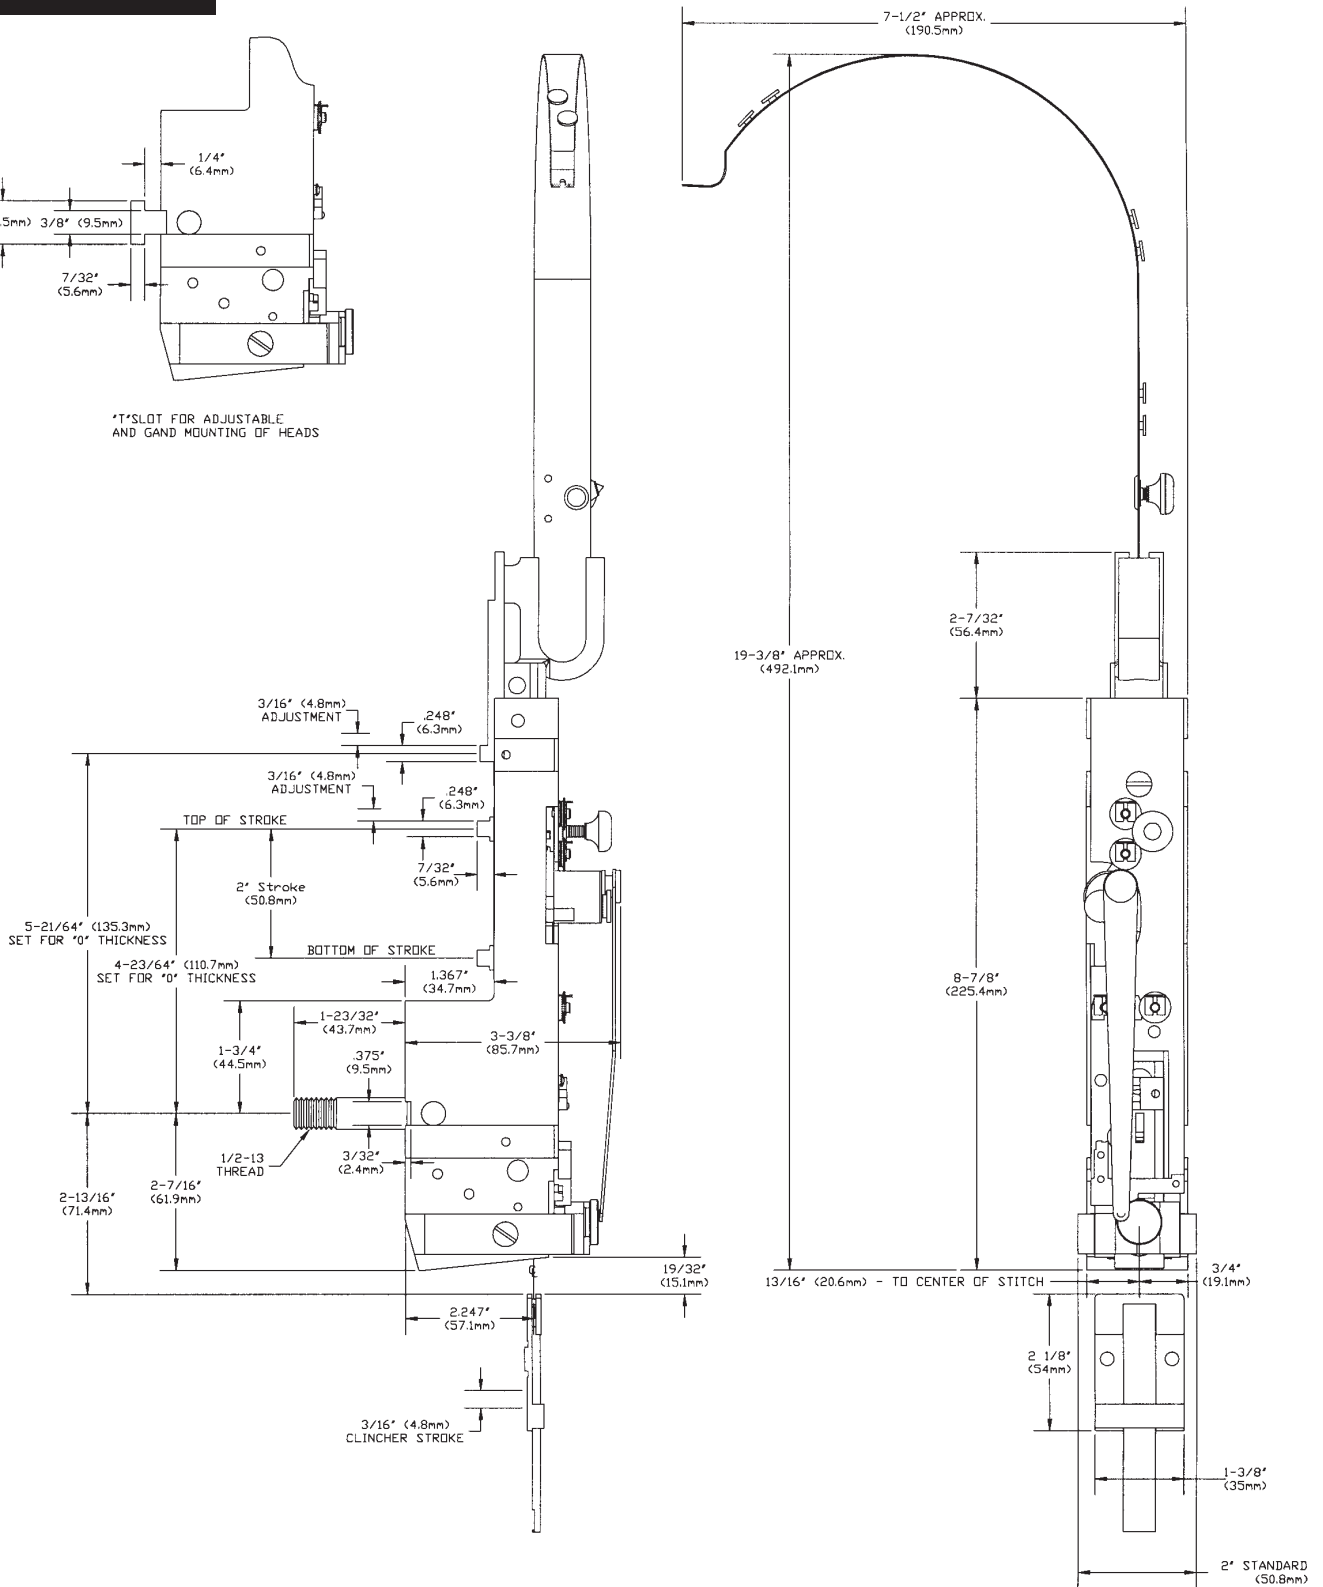 7-1/2" APPROX.
(190.5mm)
1/4"
(6.4mm)
.5mm)
3/8" (9.5mm)
7/32"
(5.6mm)
"T"SLOT FOR ADJUSTABLE
AND GAND MOUNTING OF HEADS
2-7/32"
(56.4mm)
19-3/8" APPROX.
(492.1mm)
3/16" (4.8mm)
ADJUSTMENT
.248"
(6.3mm)
3/16" (4.8mm)
ADJUSTMENT
.248"
(6.3mm)
TOP OF STROKE
7/32"
(5.6mm)
2" Stroke
(50.8mm)
5-21/64" (135.3mm)
SET FOR "0" THICKNESS
BOTTOM OF STROKE
4-23/64" (110.7mm)
SET FOR "0" THICKNESS
1.367"
(34.7mm)
8-7/8"
(225.4mm)
1-23/32"
(43.7mm)
3-3/8"
(85.7mm)
1-3/4"
(44.5mm)
.375"
(9.5mm)
1/2-13
THREAD
3/32"
(2.4mm)
2-13/16"
(71.4mm)
2-7/16"
(61.9mm)
19/32"
(15.1mm)
13/16" (20.6mm) - TO CENTER OF STITCH
3/4"
(19.1mm)
2.247"
(57.1mm)
2 1/8"
(54mm)
3/16" (4.8mm)
CLINCHER STROKE
1-3/8"
(35mm)
2" STANDARD
(50.8mm)